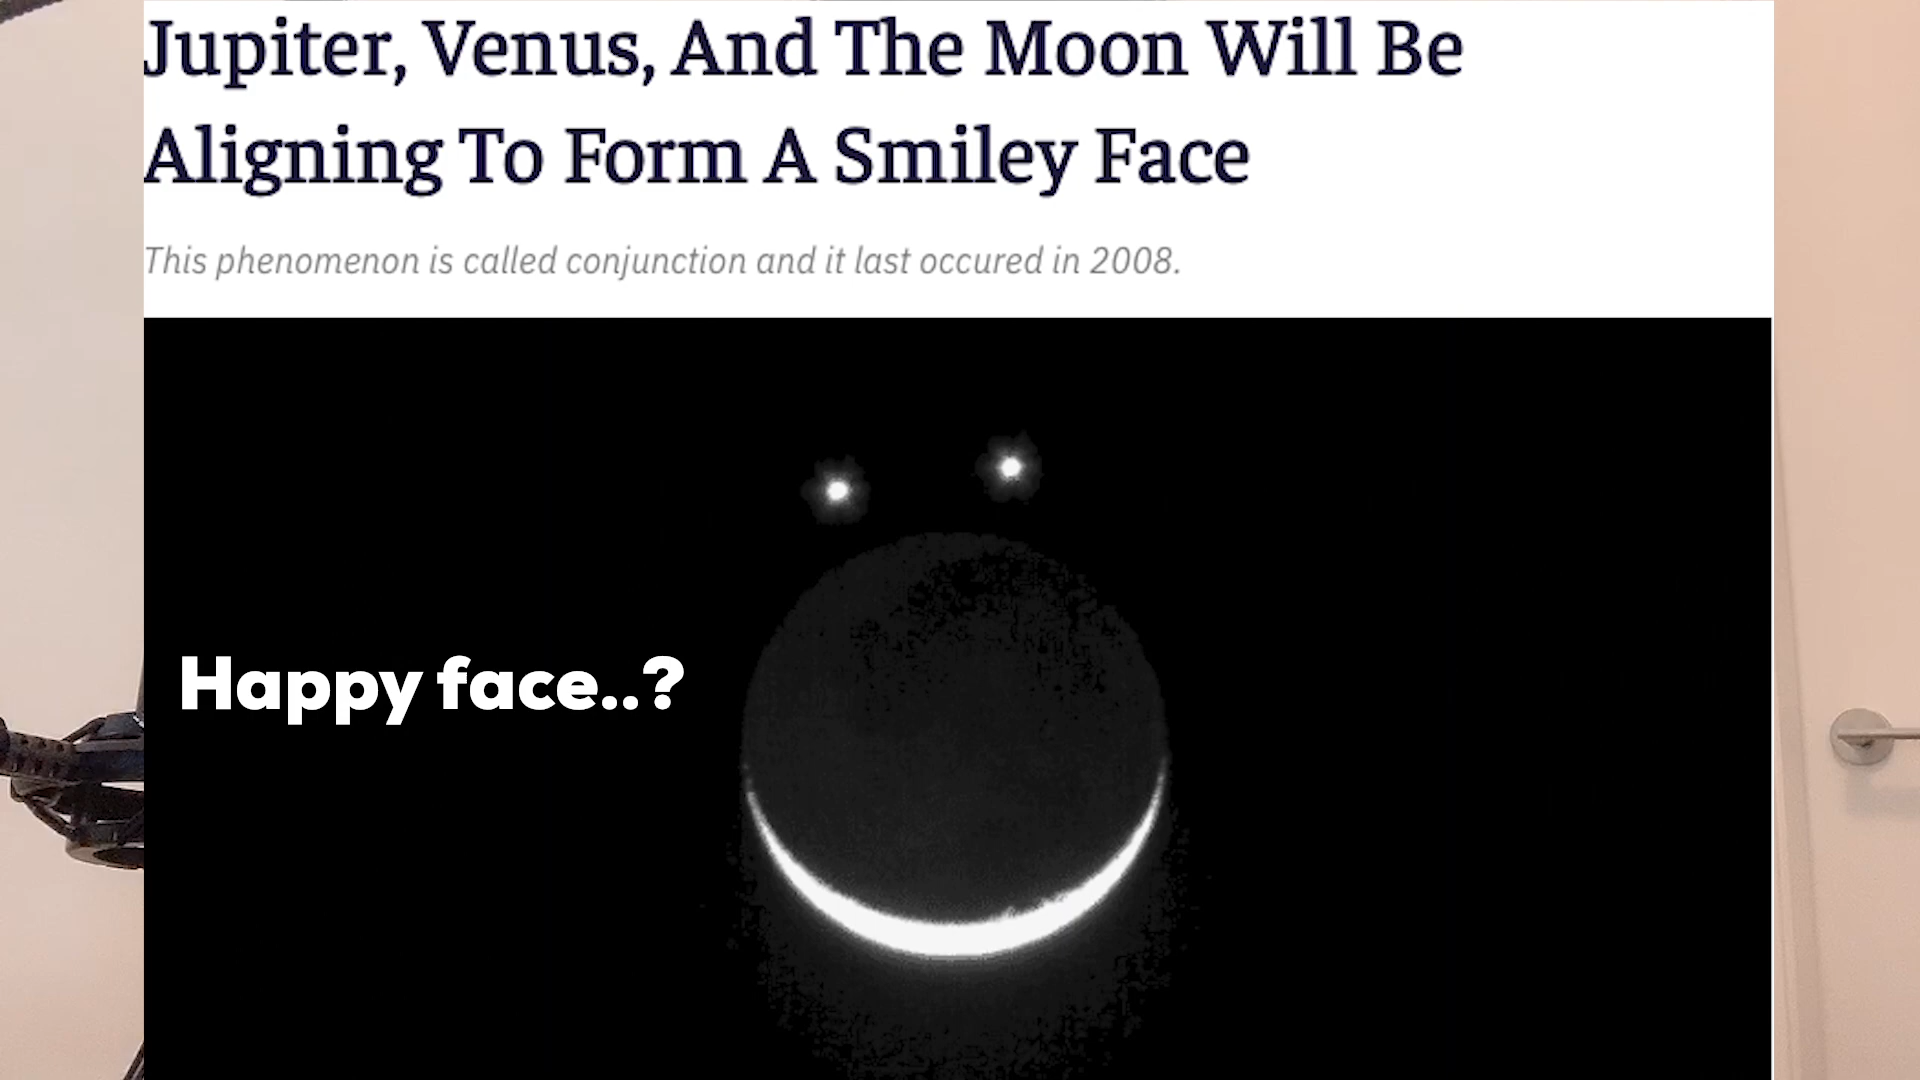 Jupiter, Venus, And The Moon Will Be
Aligning To Form A Smiley Face
This phenomenon is called conjunction and it last occured in 2008.
Happy face..?